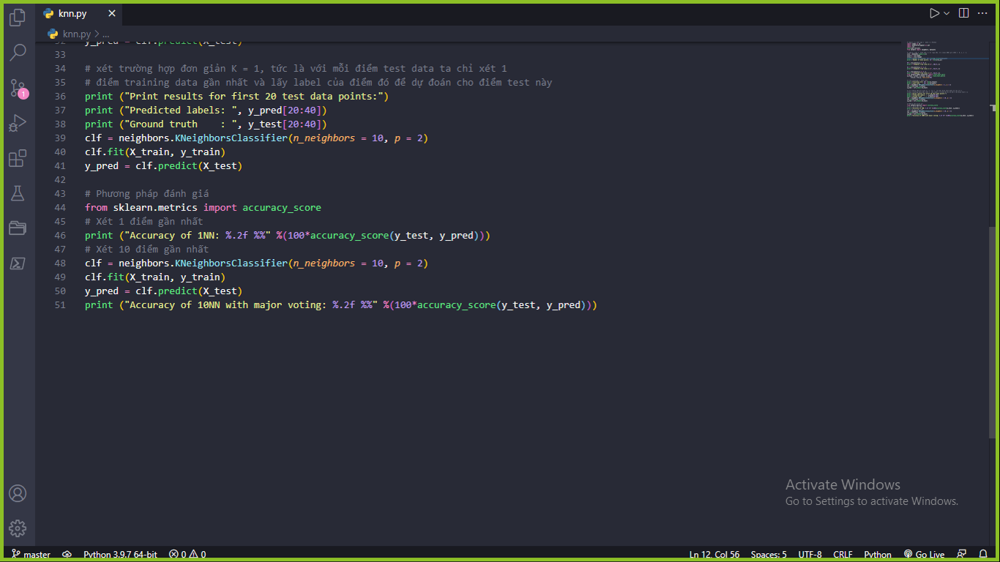 knn.py
knn.py > ...
32 y_pred = clf.predict(X_test)
33
34 # xét trường hợp đơn giản K = 1, tức là với mỗi điểm test data ta chỉ xét 1
35 # điểm training data gần nhất và lấy label của điểm đó để dự đoán cho điểm test này
36 print ("Print results for first 20 test data points:")
37 print ("Predicted labels: ", y_pred[20:40])
38 print ("Ground truth    : ", y_test[20:40])
39 clf = neighbors.KNeighborsClassifier(n_neighbors = 10, p = 2)
40 clf.fit(X_train, y_train)
41 y_pred = clf.predict(X_test)
42
43 # Phương pháp đánh giá
44 from sklearn.metrics import accuracy_score
45 # Xét 1 điểm gần nhất
46 print ("Accuracy of 1NN: %.2f %%" %(100*accuracy_score(y_test, y_pred)))
47 # Xét 10 điểm gần nhất
48 clf = neighbors.KNeighborsClassifier(n_neighbors = 10, p = 2)
49 clf.fit(X_train, y_train)
50 y_pred = clf.predict(X_test)
51 print ("Accuracy of 10NN with major voting: %.2f %%" %(100*accuracy_score(y_test, y_pred)))
1
Activate Windows
Go to Settings to activate Windows.
master Python 3.9.7 64-bit 0 0 Ln 12, Col 56 Spaces: 5 UTF-8 CRLF Python Go Live